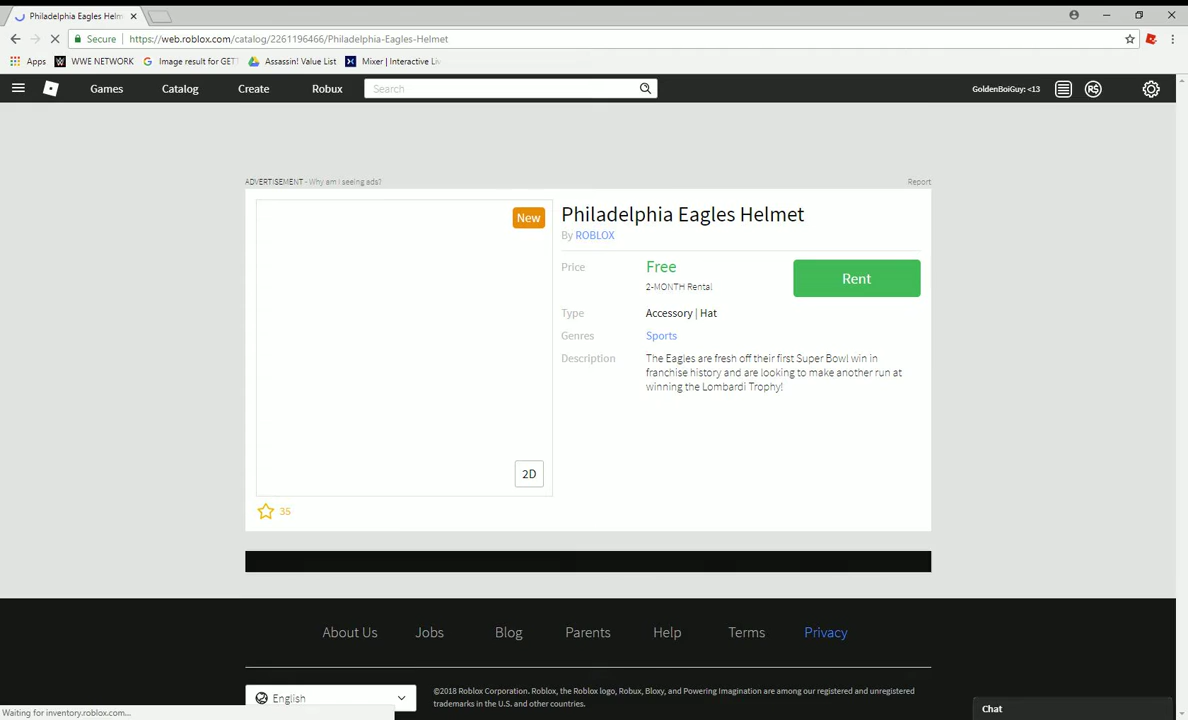 Philadelphia Eagles Helm
Secure https://web.roblox.com/catalog/2261196466/Philadelphia-Eagles-Helmet
Apps WWE NETWORK Image result for GET Assassin! Value List Mixer | Interactive Liv
Games Catalog Create Robux Search GoldenBoiGuy: <13 R$
ADVERTISEMENT - Why am I seeing ads? Report
New
Philadelphia Eagles Helmet
By ROBLOX
Price Free
2-MONTH Rental
Rent
Type Accessory | Hat
Genres Sports
Description The Eagles are fresh off their first Super Bowl win in
franchise history and are looking to make another run at
winning the Lombardi Trophy!
2D
35
About Us Jobs Blog Parents Help Terms Privacy
English
©2018 Roblox Corporation. Roblox, the Roblox logo, Robux, Bloxy, and Powering Imagination are among our registered and unregistered
trademarks in the U.S. and other countries.
Chat
Waiting for inventory.roblox.com...